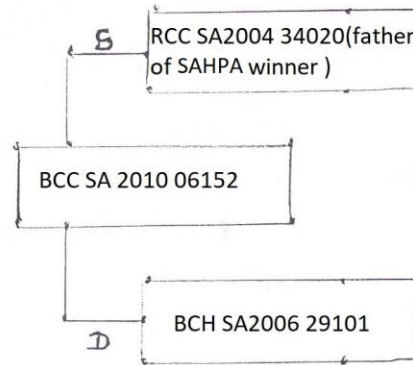 S
RCC SA2004 34020(father
of SAHPA winner )
BCC SA 2010 06152
D
BCH SA2006 29101